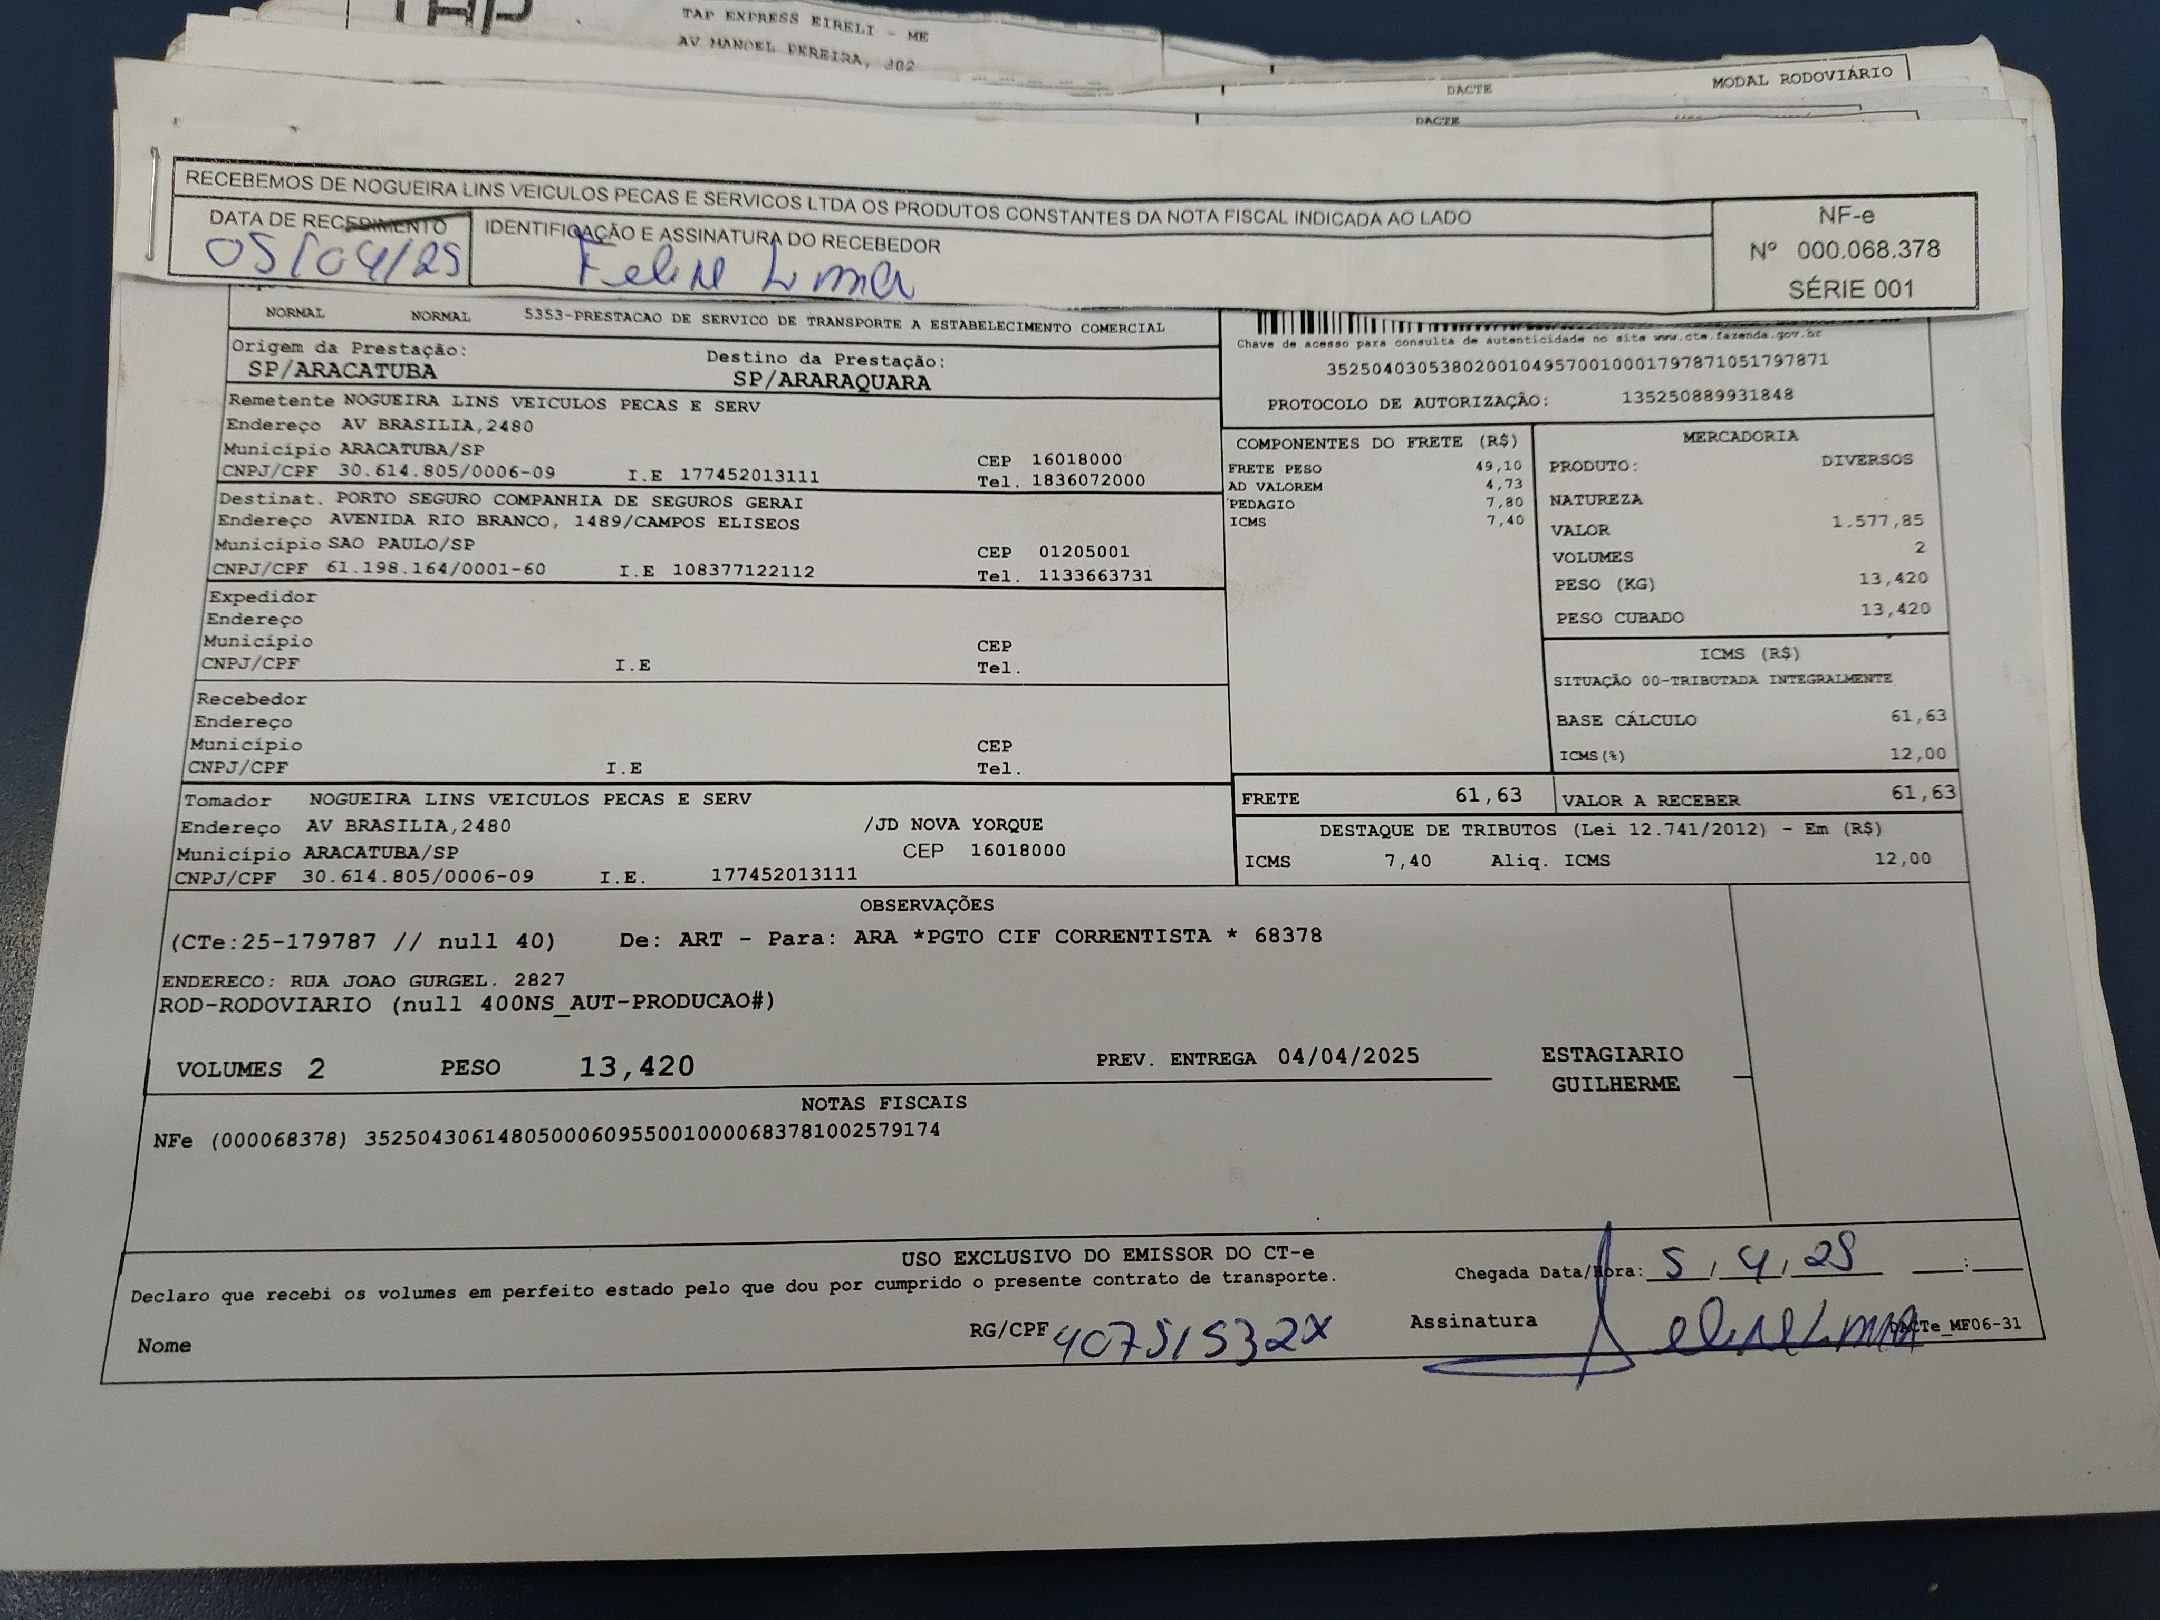 TAP
TAP EXPRESS EIRELI - ME
AV MANOEL PEREIRA, 302
MODAL RODOVIÁRIO
DACTE
DACTE
RECEBEMOS DE NOGUEIRA LINS VEICULOS PECAS E SERVICOS LTDA OS PRODUTOS CONSTANTES DA NOTA FISCAL INDICADA AO LADO
NF-e
Nº 000.068.378
SÉRIE 001
DATA DE RECEBIMENTO
IDENTIFICAÇÃO E ASSINATURA DO RECEBEDOR
05/04/25
Felipe Lima
NORMAL NORMAL 5353-PRESTACAO DE SERVICO DE TRANSPORTE A ESTABELECIMENTO COMERCIAL
Chave de acesso para consulta de autenticidade no site www.cte.fazenda.gov.br
35250403053802001049570010001797871051797871
PROTOCOLO DE AUTORIZAÇÃO: 135250889931848
Origem da Prestação: Destino da Prestação:
SP/ARACATUBA SP/ARARAQUARA
Remetente NOGUEIRA LINS VEICULOS PECAS E SERV
Endereço AV BRASILIA,2480
Município ARACATUBA/SP CEP 16018000
CNPJ/CPF 30.614.805/0006-09 I.E 177452013111 Tel. 1836072000
Destinat. PORTO SEGURO COMPANHIA DE SEGUROS GERAI
Endereço AVENIDA RIO BRANCO, 1489/CAMPOS ELISEOS
Município SAO PAULO/SP CEP 01205001
CNPJ/CPF 61.198.164/0001-60 I.E 108377122112 Tel. 1133663731
Expedidor
Endereço
Município CEP
CNPJ/CPF I.E Tel.
Recebedor
Endereço
Município CEP
CNPJ/CPF I.E Tel.
Tomador NOGUEIRA LINS VEICULOS PECAS E SERV
Endereço AV BRASILIA,2480 /JD NOVA YORQUE
Município ARACATUBA/SP CEP 16018000
CNPJ/CPF 30.614.805/0006-09 I.E. 177452013111
COMPONENTES DO FRETE (R$)
FRETE PESO 49,10
AD VALOREM 4,73
PEDAGIO 7,80
ICMS 7,40
MERCADORIA
PRODUTO: DIVERSOS
NATUREZA
VALOR 1.577,85
VOLUMES 2
PESO (KG) 13,420
PESO CUBADO 13,420
ICMS (R$)
SITUAÇÃO 00-TRIBUTADA INTEGRALMENTE
BASE CÁLCULO 61,63
ICMS(%) 12,00
FRETE 61,63 VALOR A RECEBER 61,63
DESTAQUE DE TRIBUTOS (Lei 12.741/2012) - Em (R$)
ICMS 7,40 Aliq. ICMS 12,00
OBSERVAÇÕES
(CTe:25-179787 // null 40) De: ART - Para: ARA *PGTO CIF CORRENTISTA * 68378
ENDERECO: RUA JOAO GURGEL. 2827
ROD-RODOVIARIO (null 400NS_AUT-PRODUCAO#)
VOLUMES 2 PESO 13,420 PREV. ENTREGA 04/04/2025 ESTAGIARIO
GUILHERME
NOTAS FISCAIS
NFe (000068378) 35250430614805000609550010000683781002579174
USO EXCLUSIVO DO EMISSOR DO CT-e
Declaro que recebi os volumes em perfeito estado pelo que dou por cumprido o presente contrato de transporte.
Chegada Data/Hora: 5, 4, 25 __:__
Nome RG/CPF 40751532X Assinatura Felipe Lima
DACTe_MF06-31